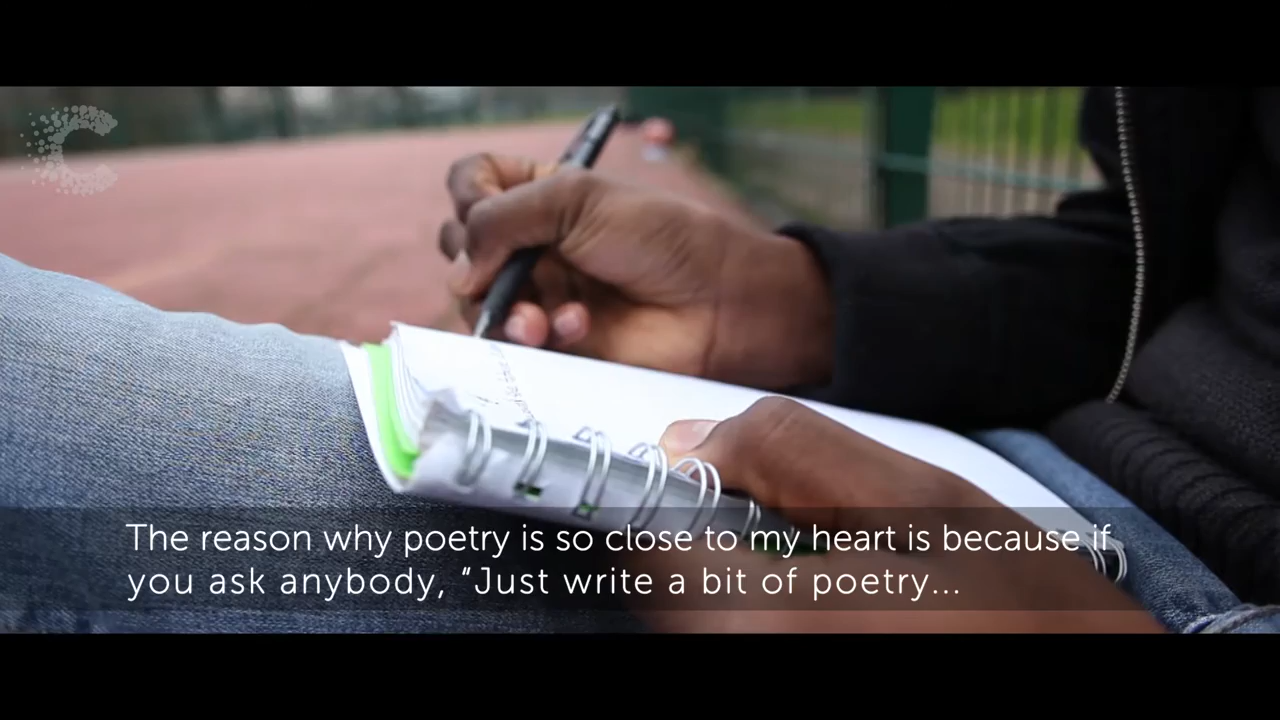 The reason why poetry is so close to my heart is because if
you ask anybody, “Just write a bit of poetry...